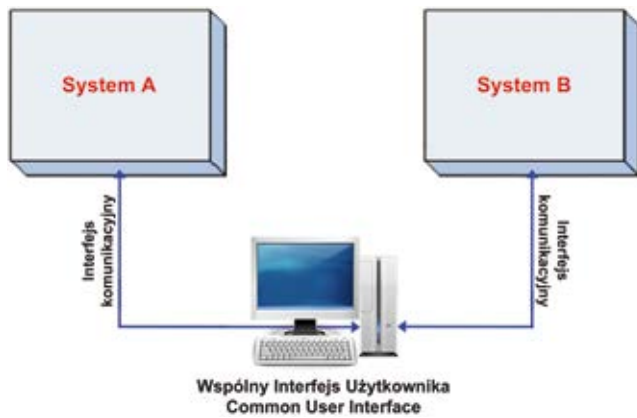 System A
System B
Interfejs
komunikacyjny
Interfejs
komunikacyjny
Wspólny Interfejs Użytkownika
Common User Interface